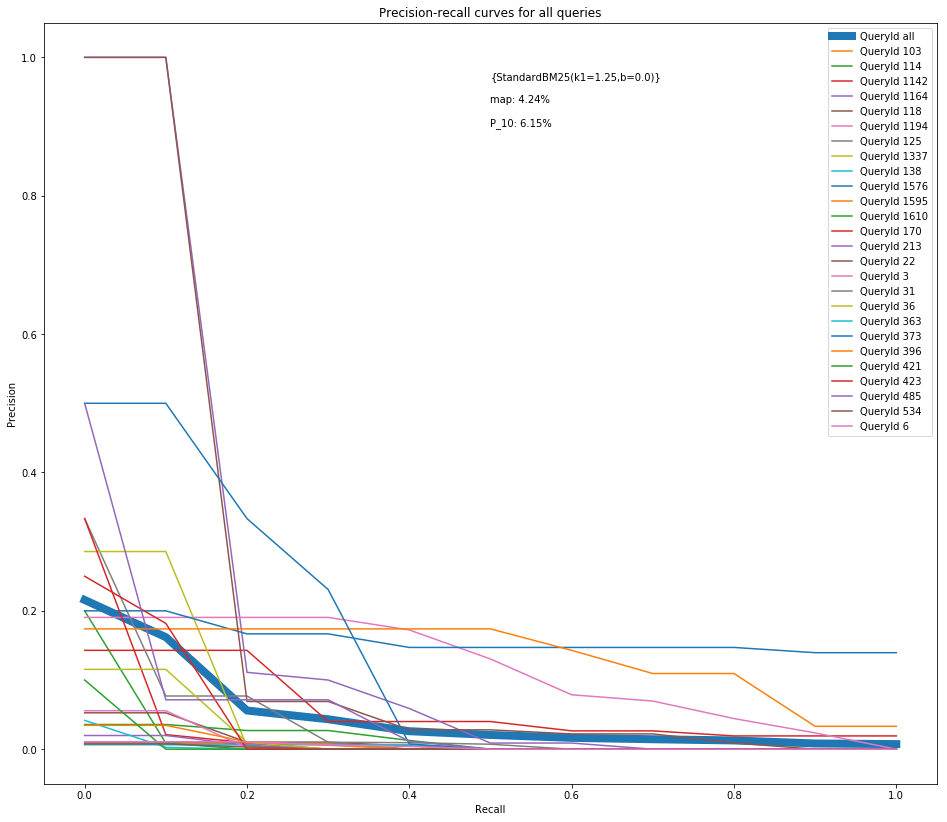 Precision-recall curves for all queries
{StandardBM25(k1=1.25,b=0.0)}
map: 4.24%
P_10: 6.15%
QueryId all
QueryId 103
QueryId 114
QueryId 1142
QueryId 1164
QueryId 118
QueryId 1194
QueryId 125
QueryId 1337
QueryId 138
QueryId 1576
QueryId 1595
QueryId 1610
QueryId 170
QueryId 213
QueryId 22
QueryId 3
QueryId 31
QueryId 36
QueryId 363
QueryId 373
QueryId 396
QueryId 421
QueryId 423
QueryId 485
QueryId 534
QueryId 6
Precision
1.0
0.8
0.6
0.4
0.2
0.0
0.0 0.2 0.4 0.6 0.8 1.0
Recall